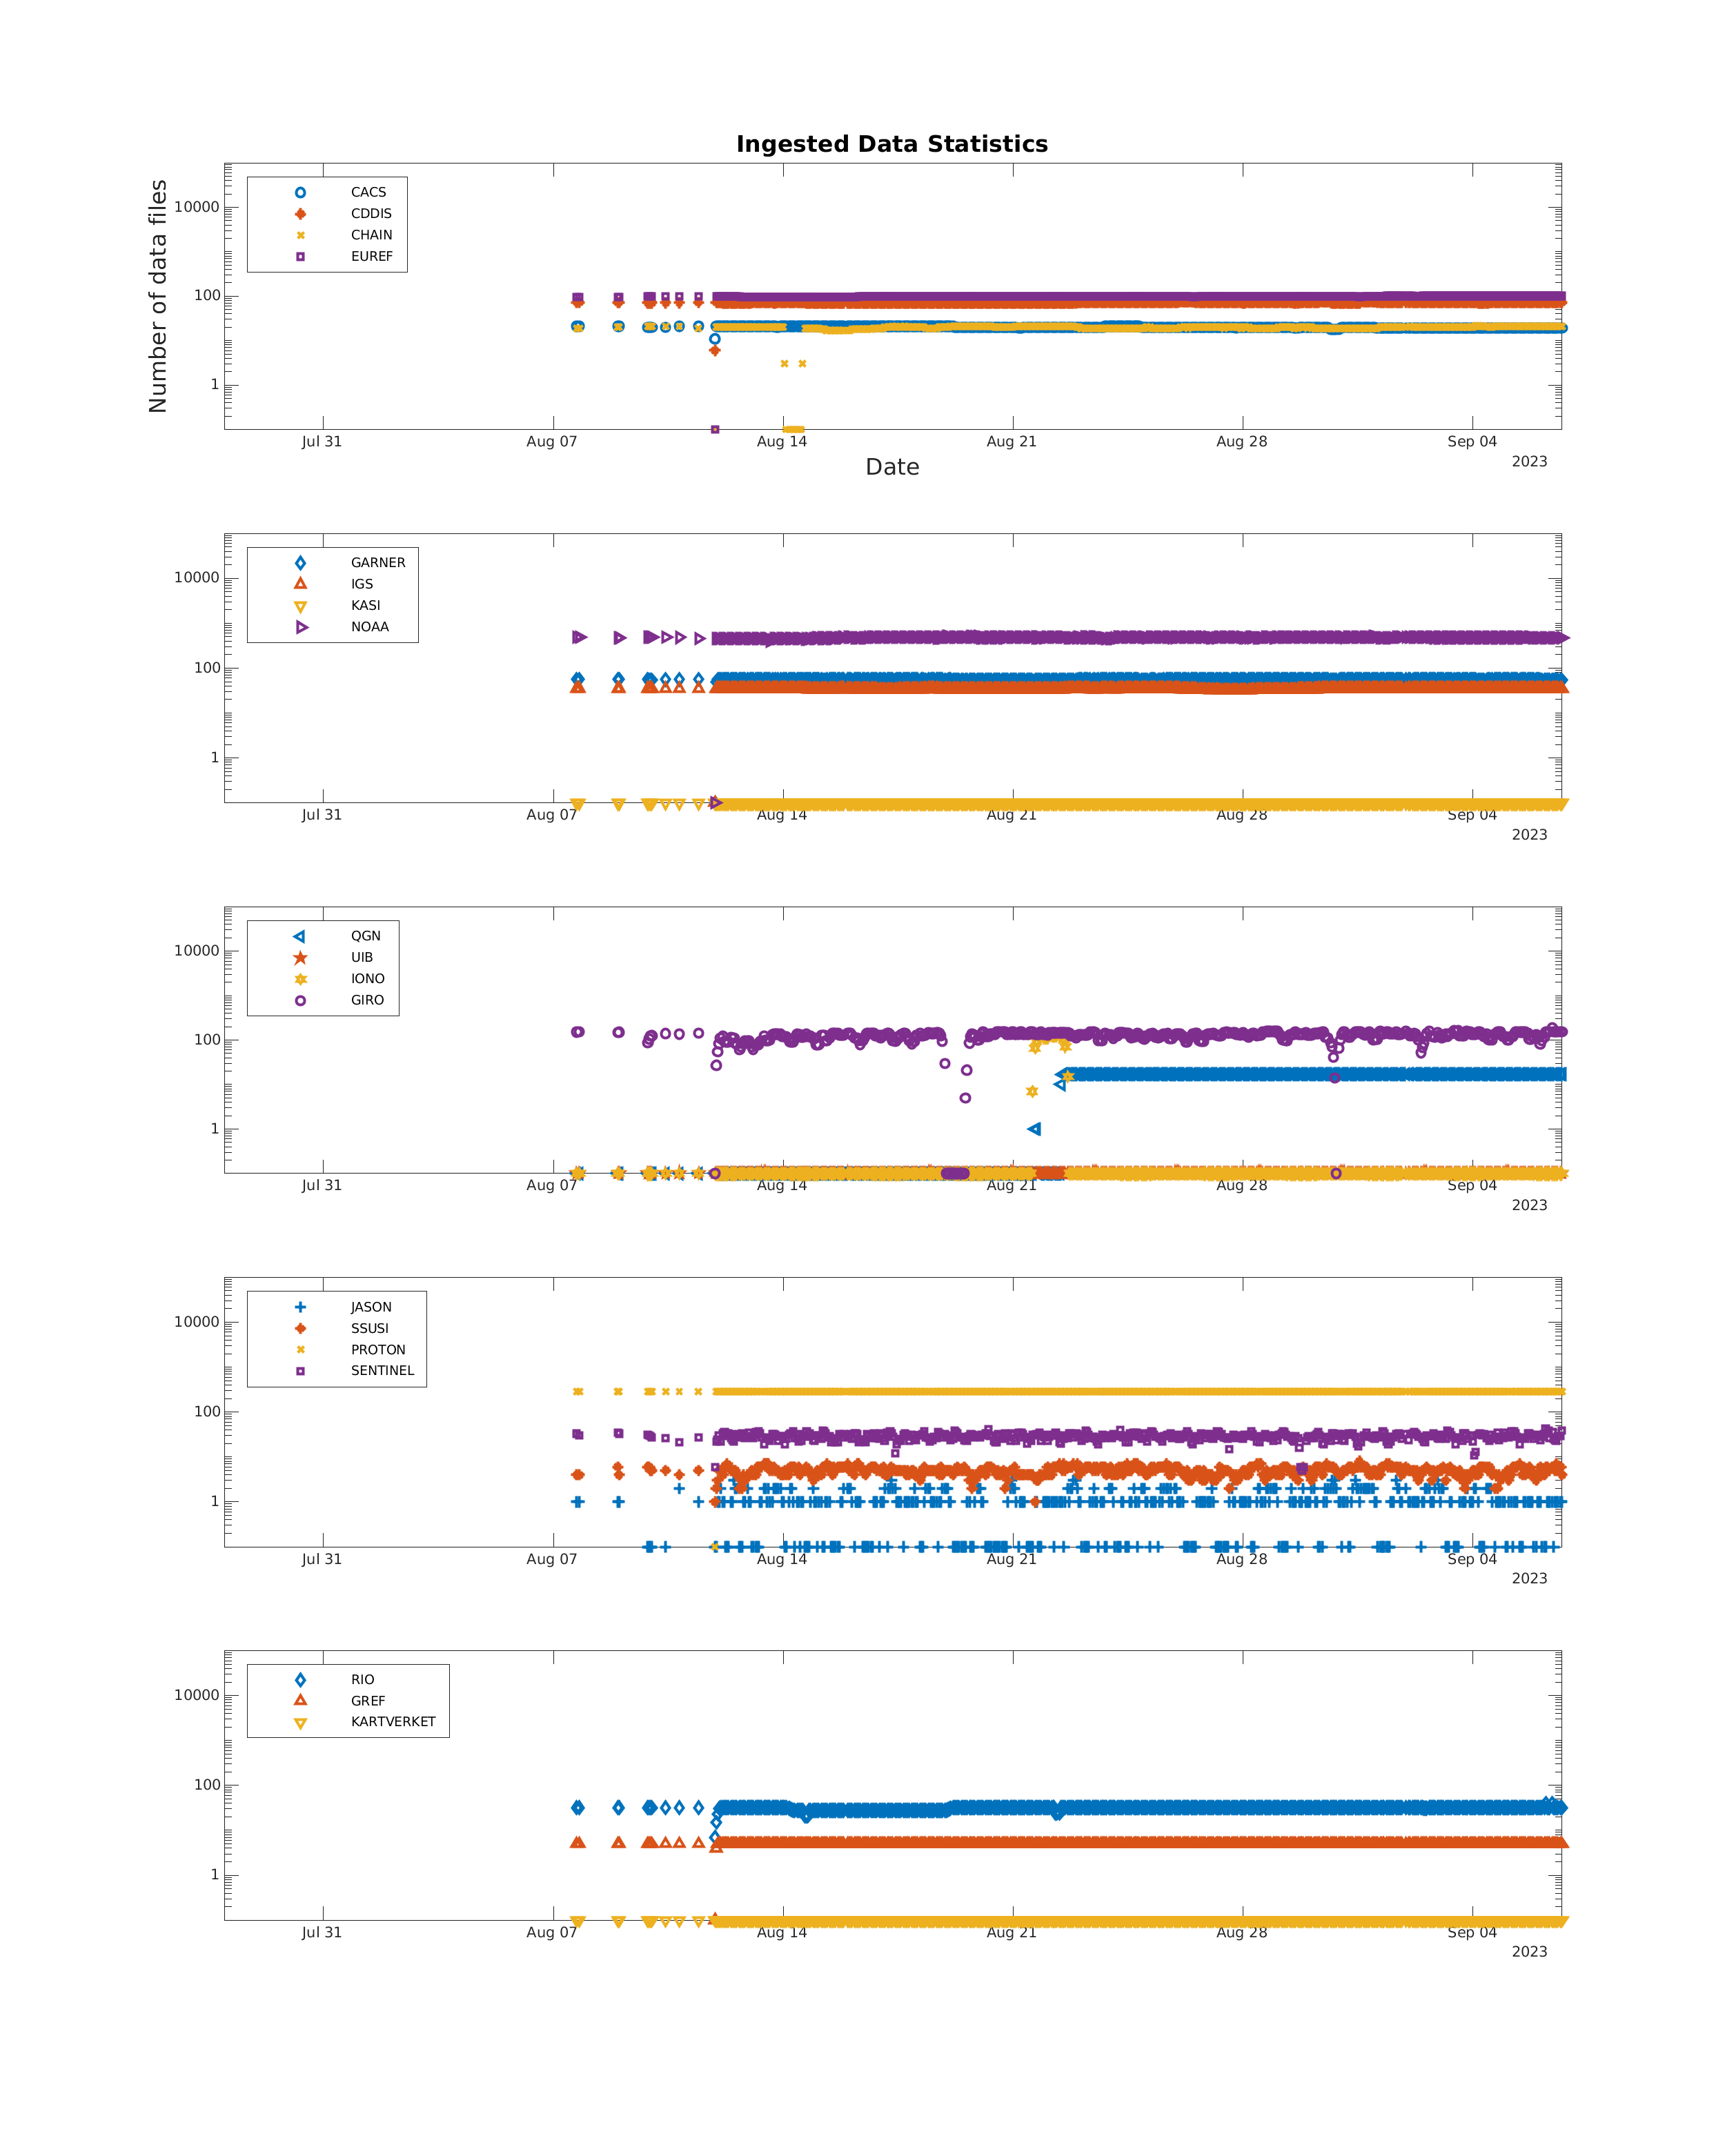 Ingested Data Statistics
Number of data files
10000
100
1
CACS
CDDIS
CHAIN
EUREF
Jul 31 Aug 07 Aug 14 Aug 21 Aug 28 Sep 04
2023
Date
10000
100
1
GARNER
IGS
KASI
NOAA
Jul 31 Aug 07 Aug 14 Aug 21 Aug 28 Sep 04
2023
10000
100
1
QGN
UIB
IONO
GIRO
Jul 31 Aug 07 Aug 14 Aug 21 Aug 28 Sep 04
2023
10000
100
1
JASON
SSUSI
PROTON
SENTINEL
Jul 31 Aug 07 Aug 14 Aug 21 Aug 28 Sep 04
2023
10000
100
1
RIO
GREF
KARTVERKET
Jul 31 Aug 07 Aug 14 Aug 21 Aug 28 Sep 04
2023